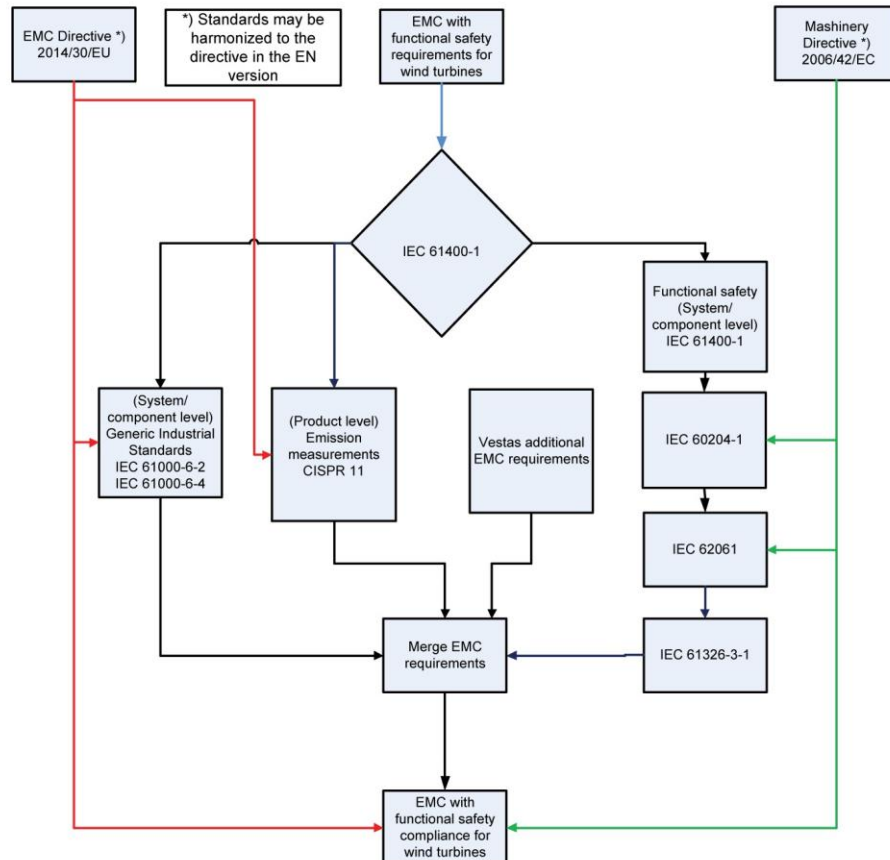 EMC Directive *)
2014/30/EU
*) Standards may be
harmonized to the
directive in the EN
version
EMC with
functional safety
requirements for
wind turbines
Mashinery
Directive *)
2006/42/EC
IEC 61400-1
Functional safety
(System/
component level)
IEC 61400-1
(System/
component level)
Generic Industrial
Standards
IEC 61000-6-2
IEC 61000-6-4
(Product level)
Emission
measurements
CISPR 11
Vestas additional
EMC requirements
IEC 60204-1
IEC 62061
Merge EMC
requirements
IEC 61326-3-1
EMC with
functional safety
compliance for
wind turbines